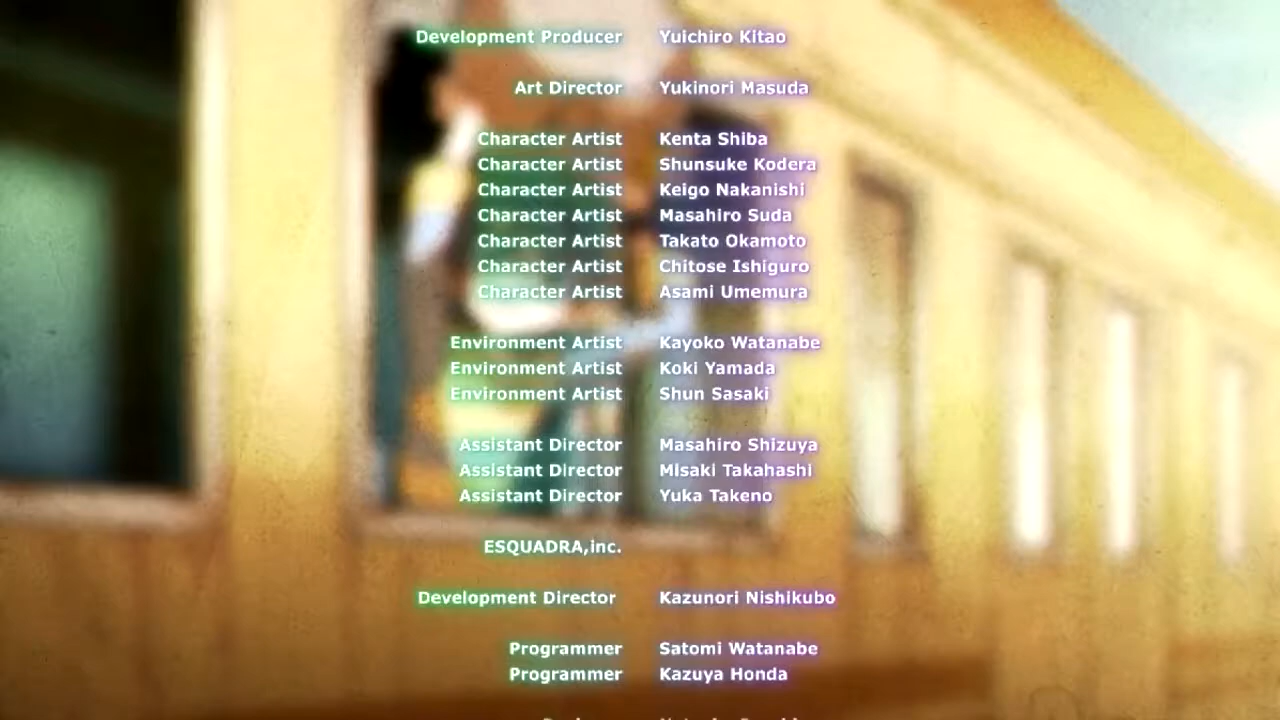 Development Producer Yuichiro Kitao
Art Director Yukinori Masuda
Character Artist Kenta Shiba
Character Artist Shunsuke Kodera
Character Artist Keigo Nakanishi
Character Artist Masahiro Suda
Character Artist Takato Okamoto
Character Artist Chitose Ishiguro
Character Artist Asami Umemura
Environment Artist Kayoko Watanabe
Environment Artist Koki Yamada
Environment Artist Shun Sasaki
Assistant Director Masahiro Shizuya
Assistant Director Misaki Takahashi
Assistant Director Yuka Takeno
ESQUADRA,inc.
Development Director Kazunori Nishikubo
Programmer Satomi Watanabe
Programmer Kazuya Honda